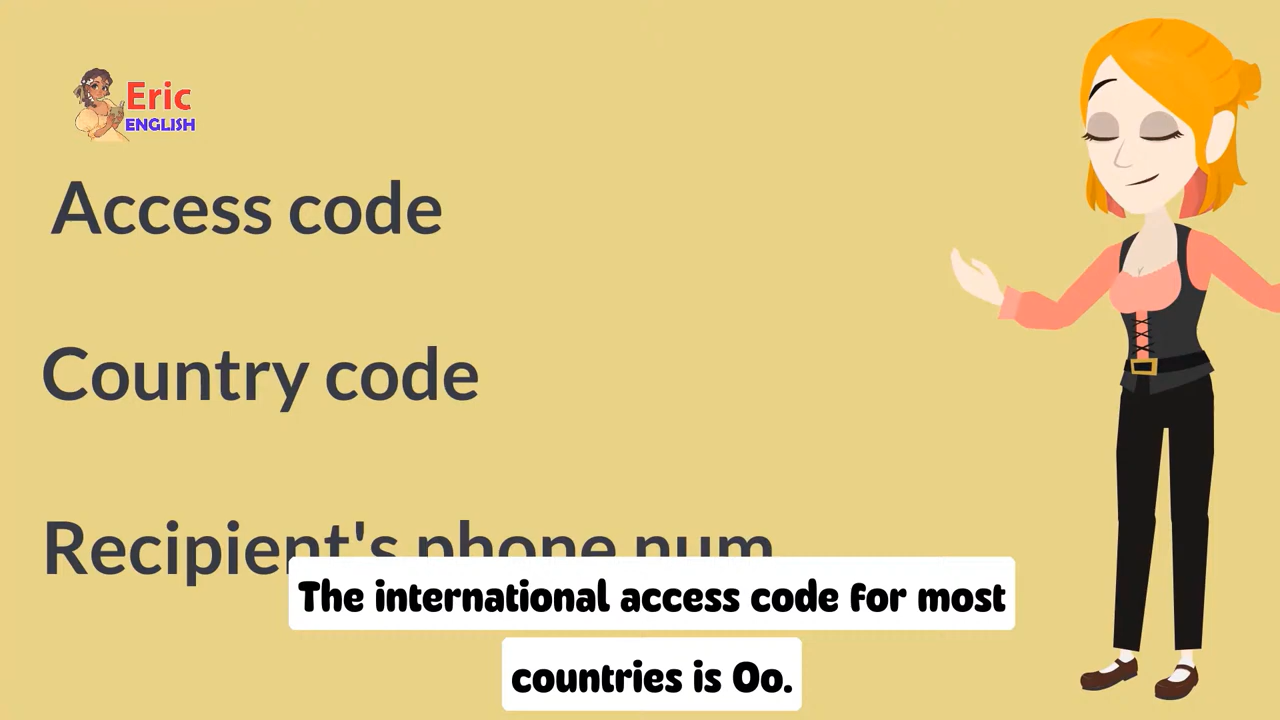 Eric
ENGLISH
Access code
Country code
Recipient's phone num
The international access code for most
countries is Oo.